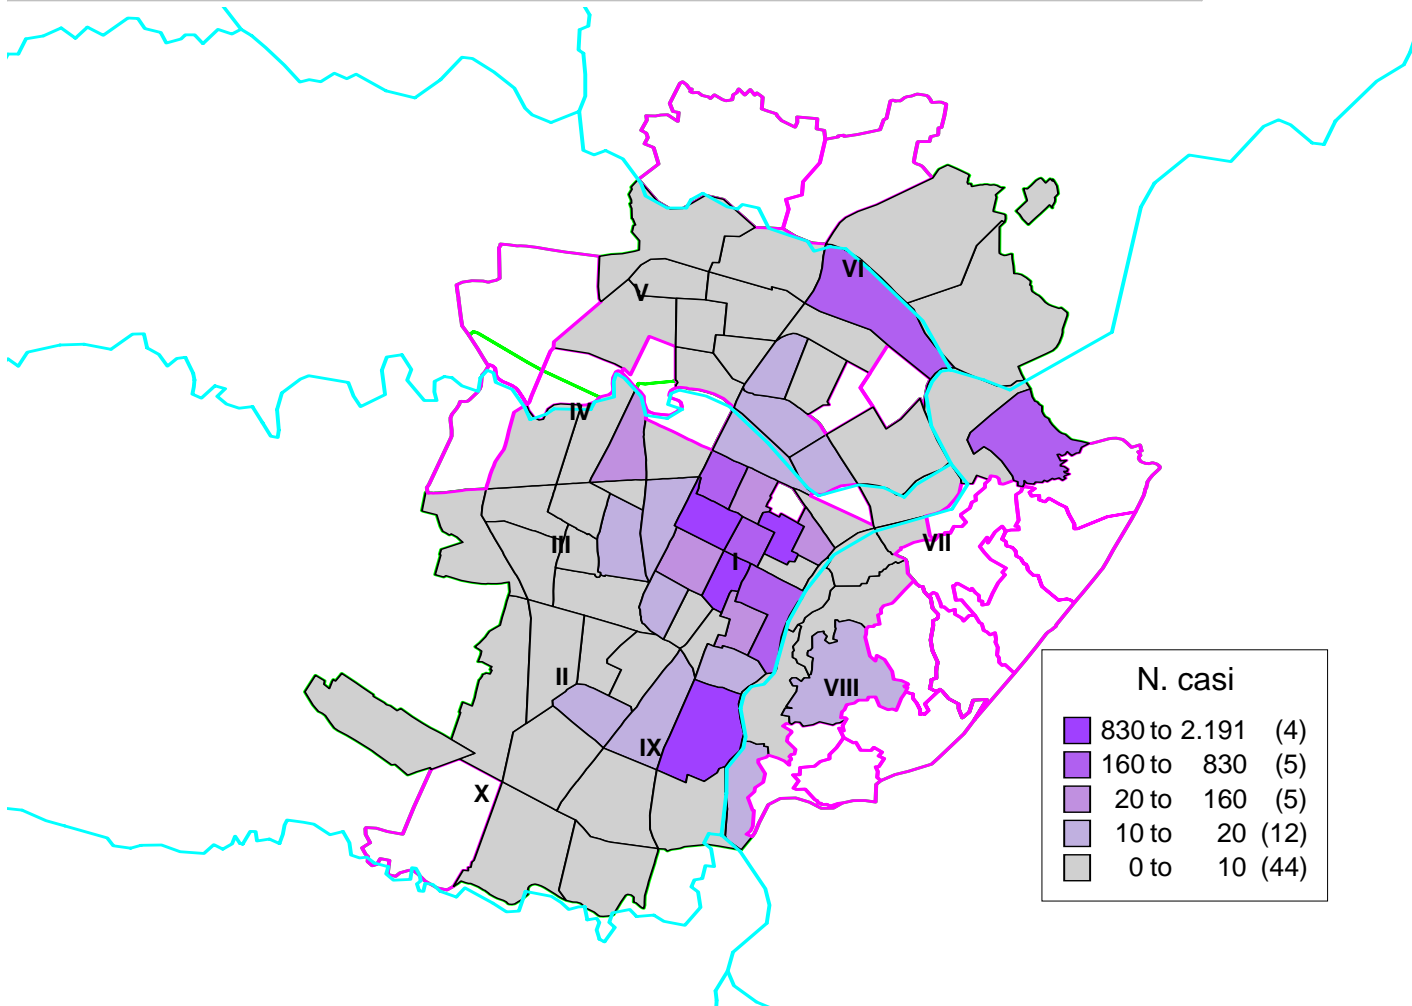 VI
V
IV
III
VII
I
II
VIII
IX
X
N. casi
830 to 2.191 (4)
160 to 830 (5)
20 to 160 (5)
10 to 20 (12)
0 to 10 (44)